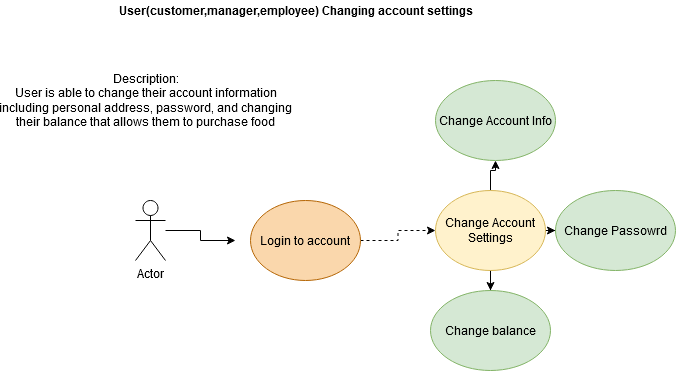 User(customer,manager,employee) Changing account settings
Description:
User is able to change their account information
including personal address, password, and changing
their balance that allows them to purchase food
Change Account Info
Actor
Login to account
Change Account
Settings
Change Passowrd
Change balance